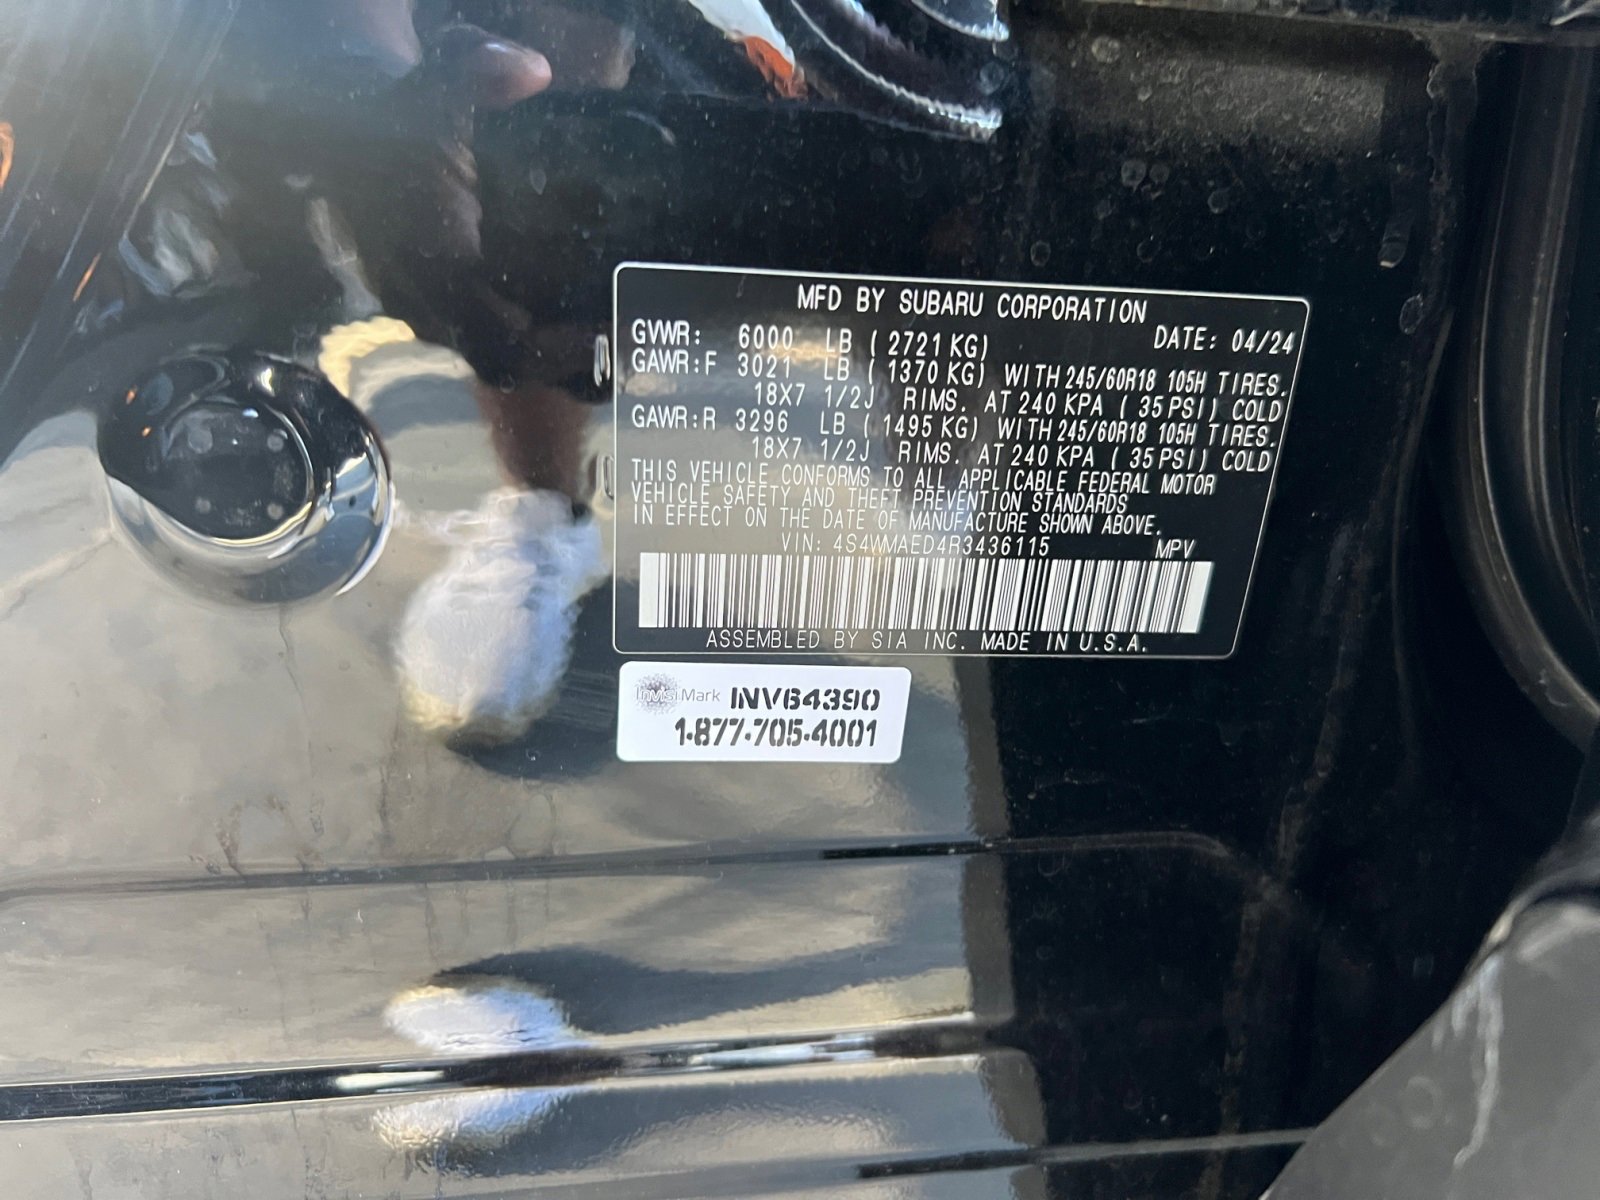 MFD BY SUBARU CORPORATION
GVWR: 6000 LB ( 2721 KG) DATE: 04/24
GAWR:F 3021 LB ( 1370 KG) WITH 245/60R18 105H TIRES.
18X7 1/2J RIMS. AT 240 KPA ( 35 PSI) COLD
GAWR:R 3296 LB ( 1495 KG) WITH 245/60R18 105H TIRES.
18X7 1/2J RIMS. AT 240 KPA ( 35 PSI) COLD
THIS VEHICLE CONFORMS TO ALL APPLICABLE FEDERAL MOTOR
VEHICLE SAFETY AND THEFT PREVENTION STANDARDS
IN EFFECT ON THE DATE OF MANUFACTURE SHOWN ABOVE.
VIN: 4S4WMAED4R3436115 MPV
ASSEMBLED BY SIA INC. MADE IN U.S.A.
InvisiMark INV64390
1-877-705-4001